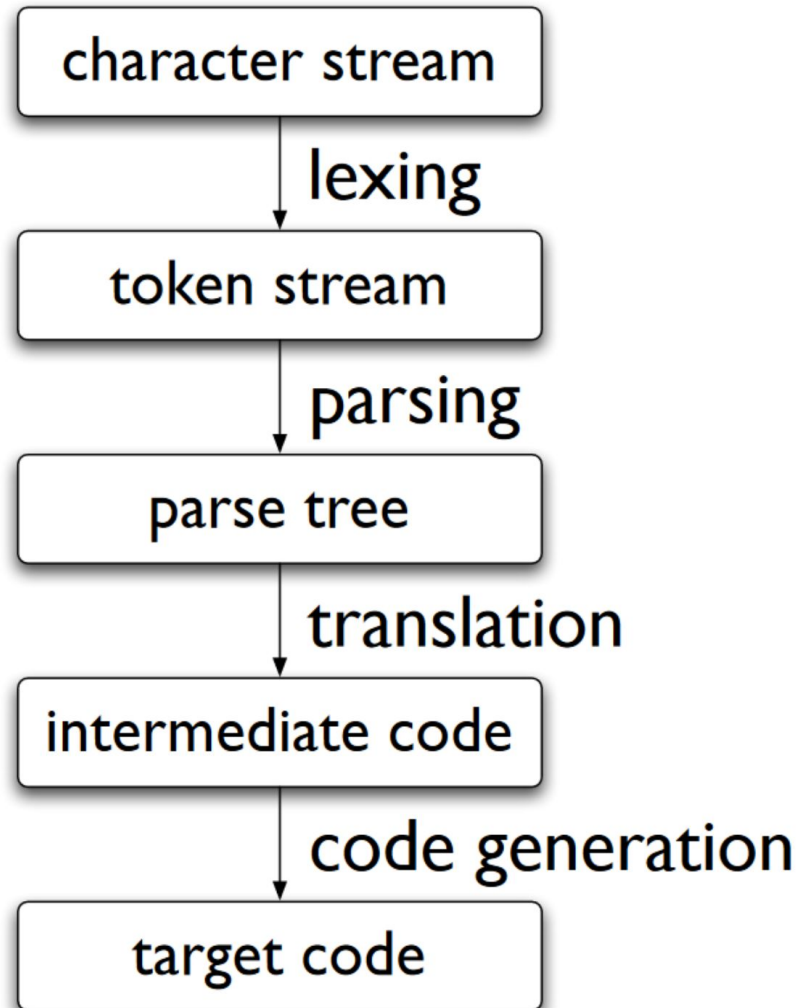 character stream
lexing
token stream
parsing
parse tree
translation
intermediate code
code generation
target code